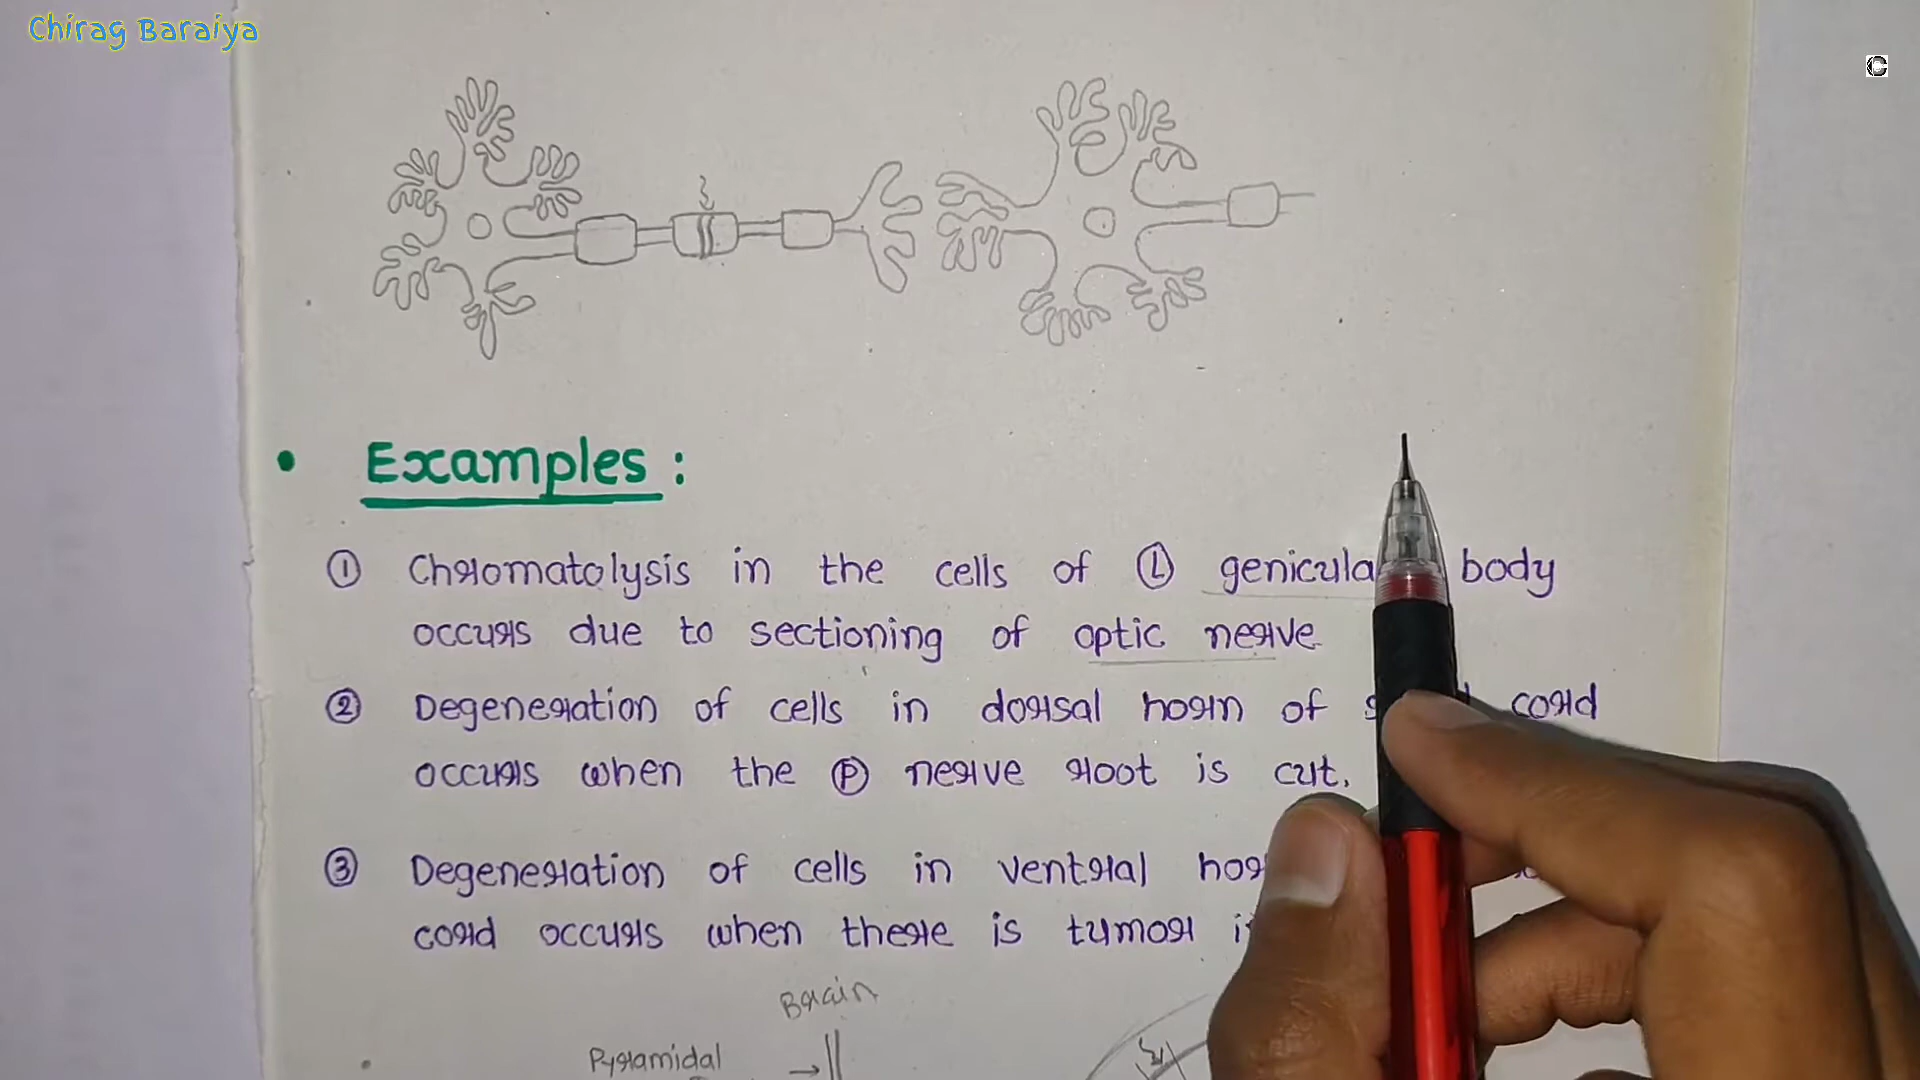 Chirag Baraiya
©
• Examples :
① Chromatolysis in the cells of Ⓛ genicula body
occurs due to sectioning of optic nerve
② Degeneration of cells in dorsal horn of cord
occurs when the Ⓟ nerve root is cut.
③ Degeneration of cells in ventral
cord occurs when there is tumor
Brain
Pyramidal →